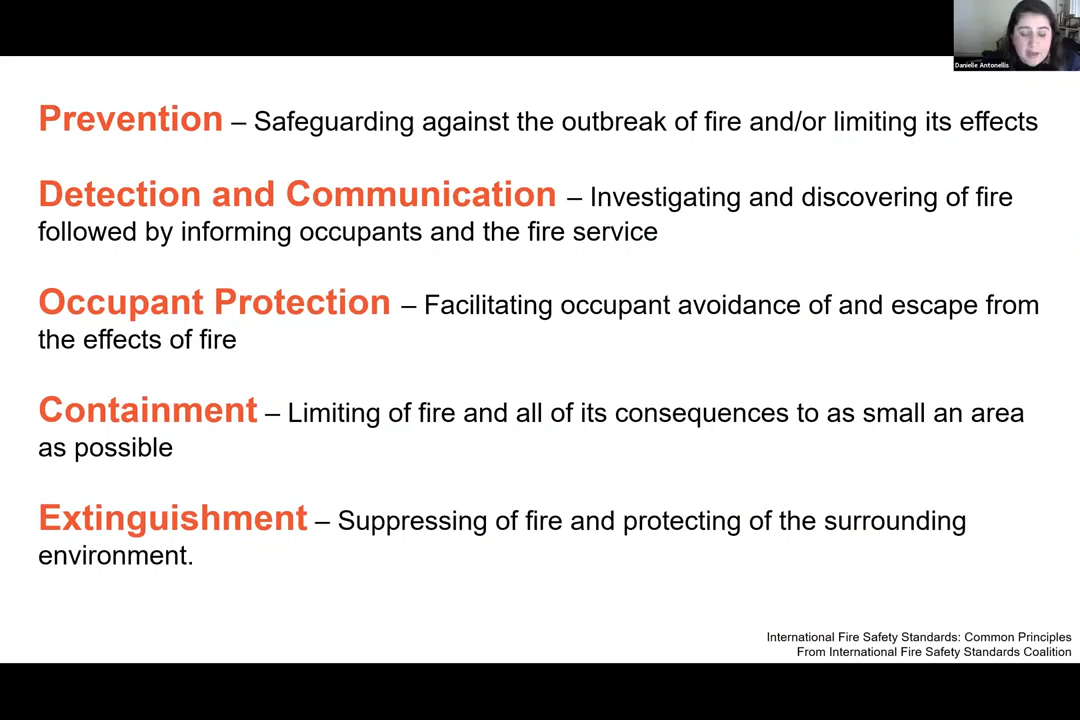 Danielle Antonellis
Prevention – Safeguarding against the outbreak of fire and/or limiting its effects
Detection and Communication – Investigating and discovering of fire
followed by informing occupants and the fire service
Occupant Protection – Facilitating occupant avoidance of and escape from
the effects of fire
Containment – Limiting of fire and all of its consequences to as small an area
as possible
Extinguishment – Suppressing of fire and protecting of the surrounding
environment.
International Fire Safety Standards: Common Principles
From International Fire Safety Standards Coalition